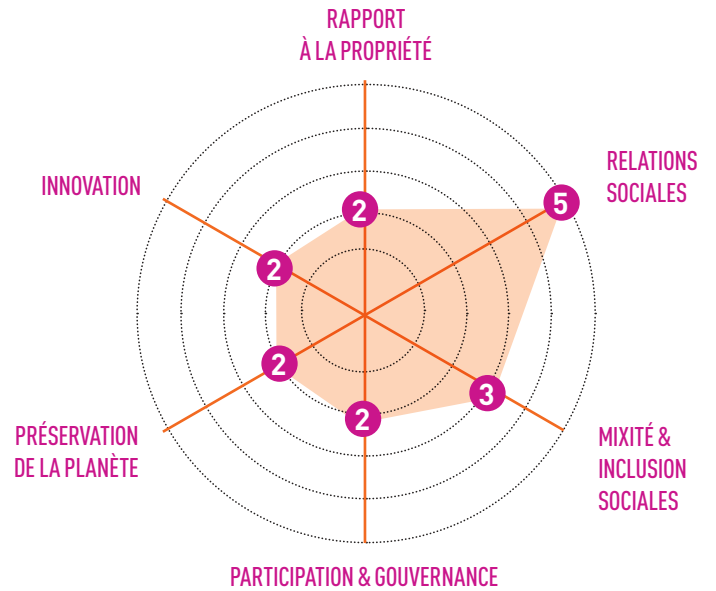 RAPPORT
À LA PROPRIÉTÉ
RELATIONS
SOCIALES
INNOVATION
5
2
2
2
3
2
MIXITÉ &
INCLUSION
SOCIALES
PRÉSERVATION
DE LA PLANÈTE
PARTICIPATION & GOUVERNANCE